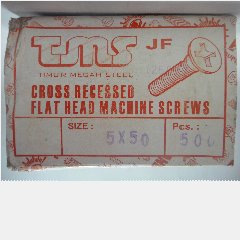 TMS JF
TIMUR MEGAH STEEL
CROSS RECESSED
FLAT HEAD MACHINE SCREWS
SIZE : 5X50 Pcs. : 500